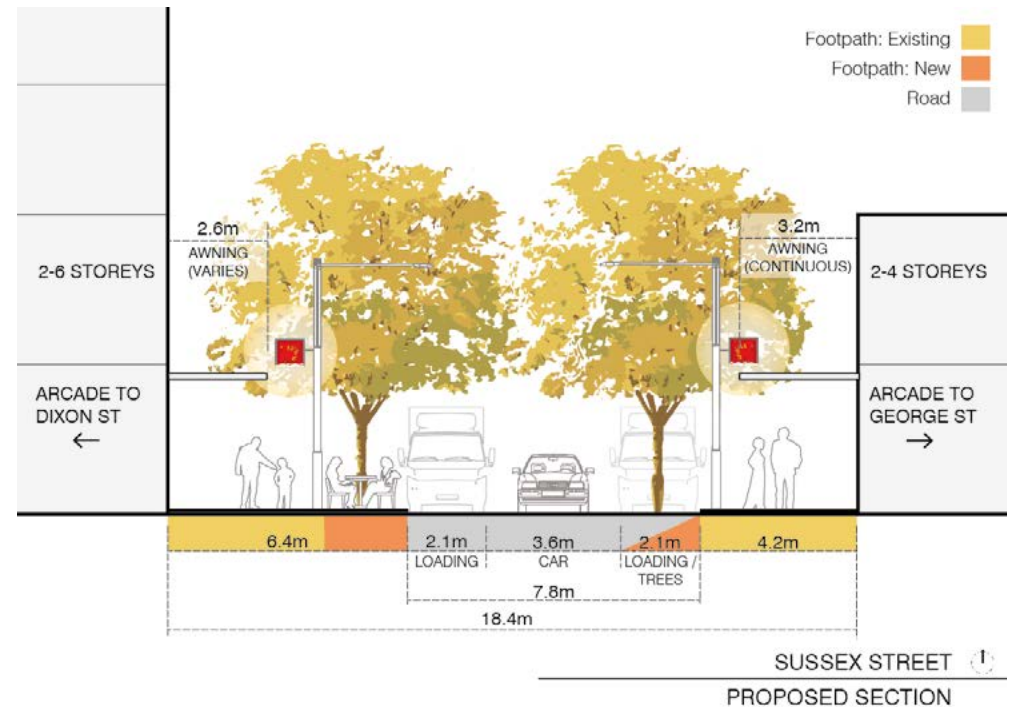 Footpath: Existing
Footpath: New
Road
2.6m
AWNING
(VARIES)
3.2m
AWNING
(CONTINUOUS)
2-6 STOREYS
2-4 STOREYS
ARCADE TO
DIXON ST
←
ARCADE TO
GEORGE ST
→
6.4m
2.1m
LOADING
3.6m
CAR
2.1m
LOADING /
TREES
4.2m
7.8m
18.4m
SUSSEX STREET
PROPOSED SECTION